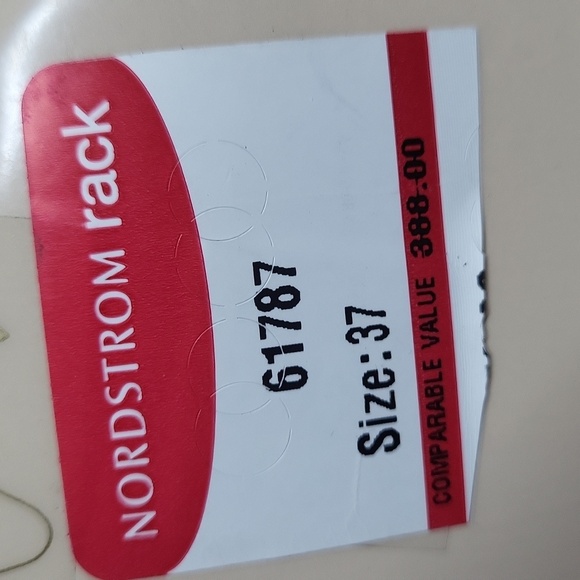 NORDSTROM rack
61787
Size:37
COMPARABLE VALUE 388.00